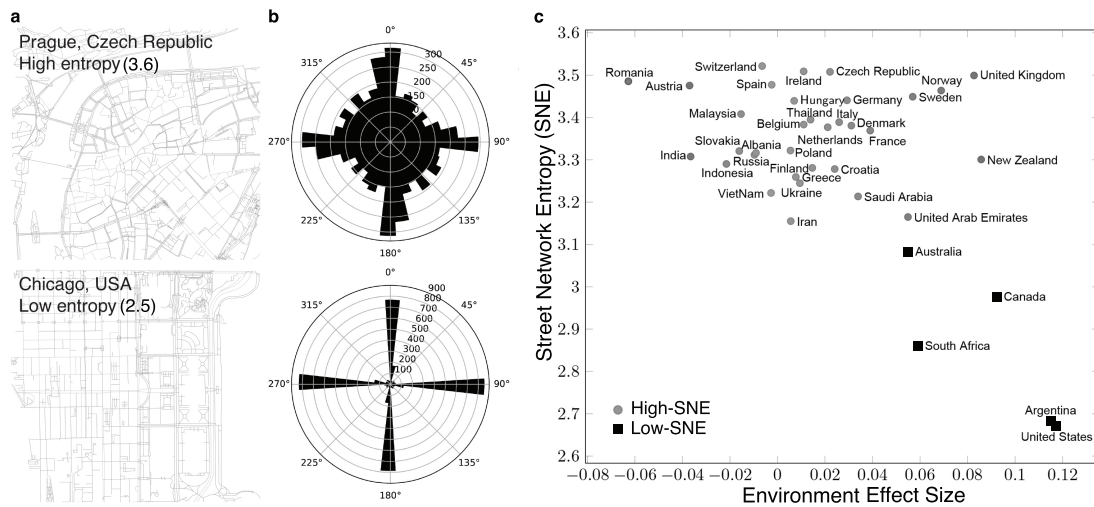 a
Prague, Czech Republic
High entropy (3.6)
Chicago, USA
Low entropy (2.5)
b
0°
45°
90°
135°
180°
225°
270°
315°
300
250
200
150
0°
45°
90°
135°
180°
225°
270°
315°
900
800
700
600
500
400
300
200
100
c
Street Network Entropy (SNE)
3.6
3.5
3.4
3.3
3.2
3.1
3
2.9
2.8
2.7
2.6
Romania
Austria
Switzerland
Spain
Ireland
Czech Republic
United Kingdom
Norway
Sweden
Malaysia
Hungary
Germany
Thailand
Italy
Belgium
Denmark
Netherlands
France
Slovakia
Albania
India
Russia
Poland
Indonesia
Finland
Croatia
Greece
New Zealand
VietNam
Ukraine
Saudi Arabia
Iran
United Arab Emirates
Australia
Canada
South Africa
Argentina
United States
High-SNE
Low-SNE
−0.08
−0.06
−0.04
−0.02
0
0.02
0.04
0.06
0.08
0.1
0.12
Environment Effect Size